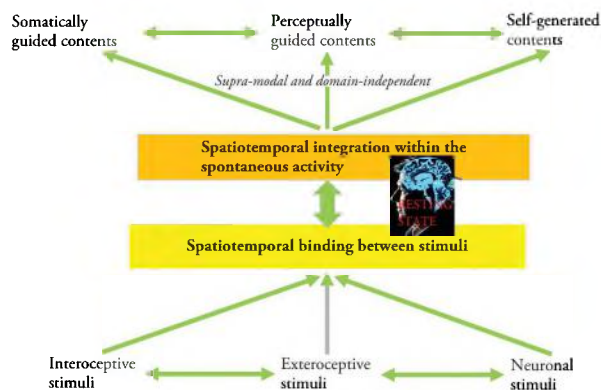 Somatically
guided contents
Perceptually
guided contents
Self-generated
contents
Supra-modal and domain-independent
Spatiotemporal integration within the
spontaneous activity
RESTING
STATE
Spatiotemporal binding between stimuli
Interoceptive
stimuli
Exteroceptive
stimuli
Neuronal
stimuli